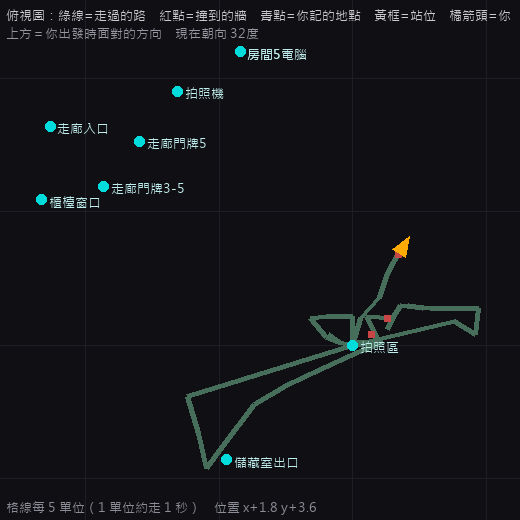 俯視圖：綠線=走過的路　紅點=撞到的牆　青點=你記的地點　黃框=站位　橘箭頭=你
上方＝你出發時面對的方向　現在朝向 32度
房間5電腦
拍照機
走廊入口
走廊門牌5
走廊門牌3-5
櫃檯窗口
拍照區
儲藏室出口
格線每 5 單位（1 單位約走 1 秒）　位置 x+1.8 y+3.6